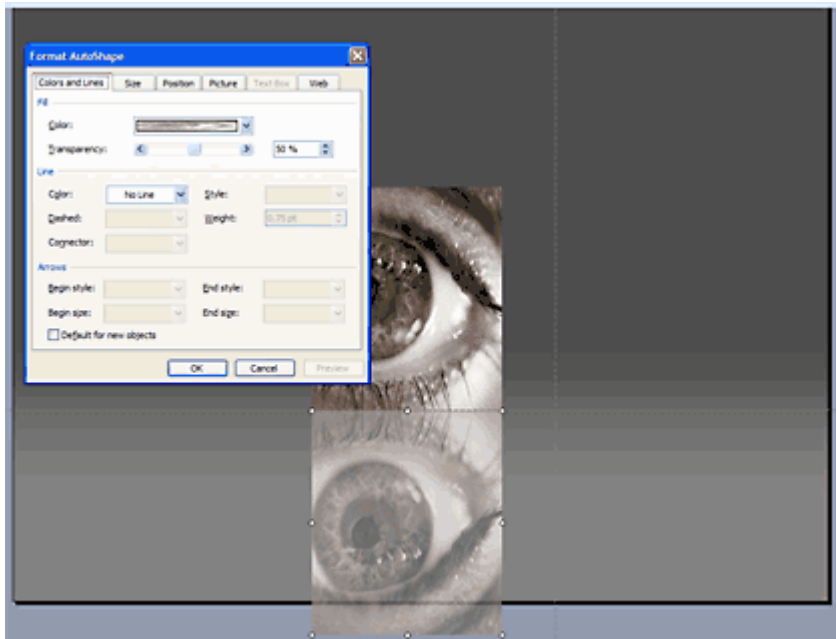 Format AutoShape
Colors and Lines Size Position Picture Text Box Web
Fill
Color:
Transparency: 50 %
Line
Color: No Line Style:
Dashed: Weight: 0.75 pt
Connector:
Arrows
Begin style: End style:
Begin size: End size:
Default for new objects
OK Cancel Preview